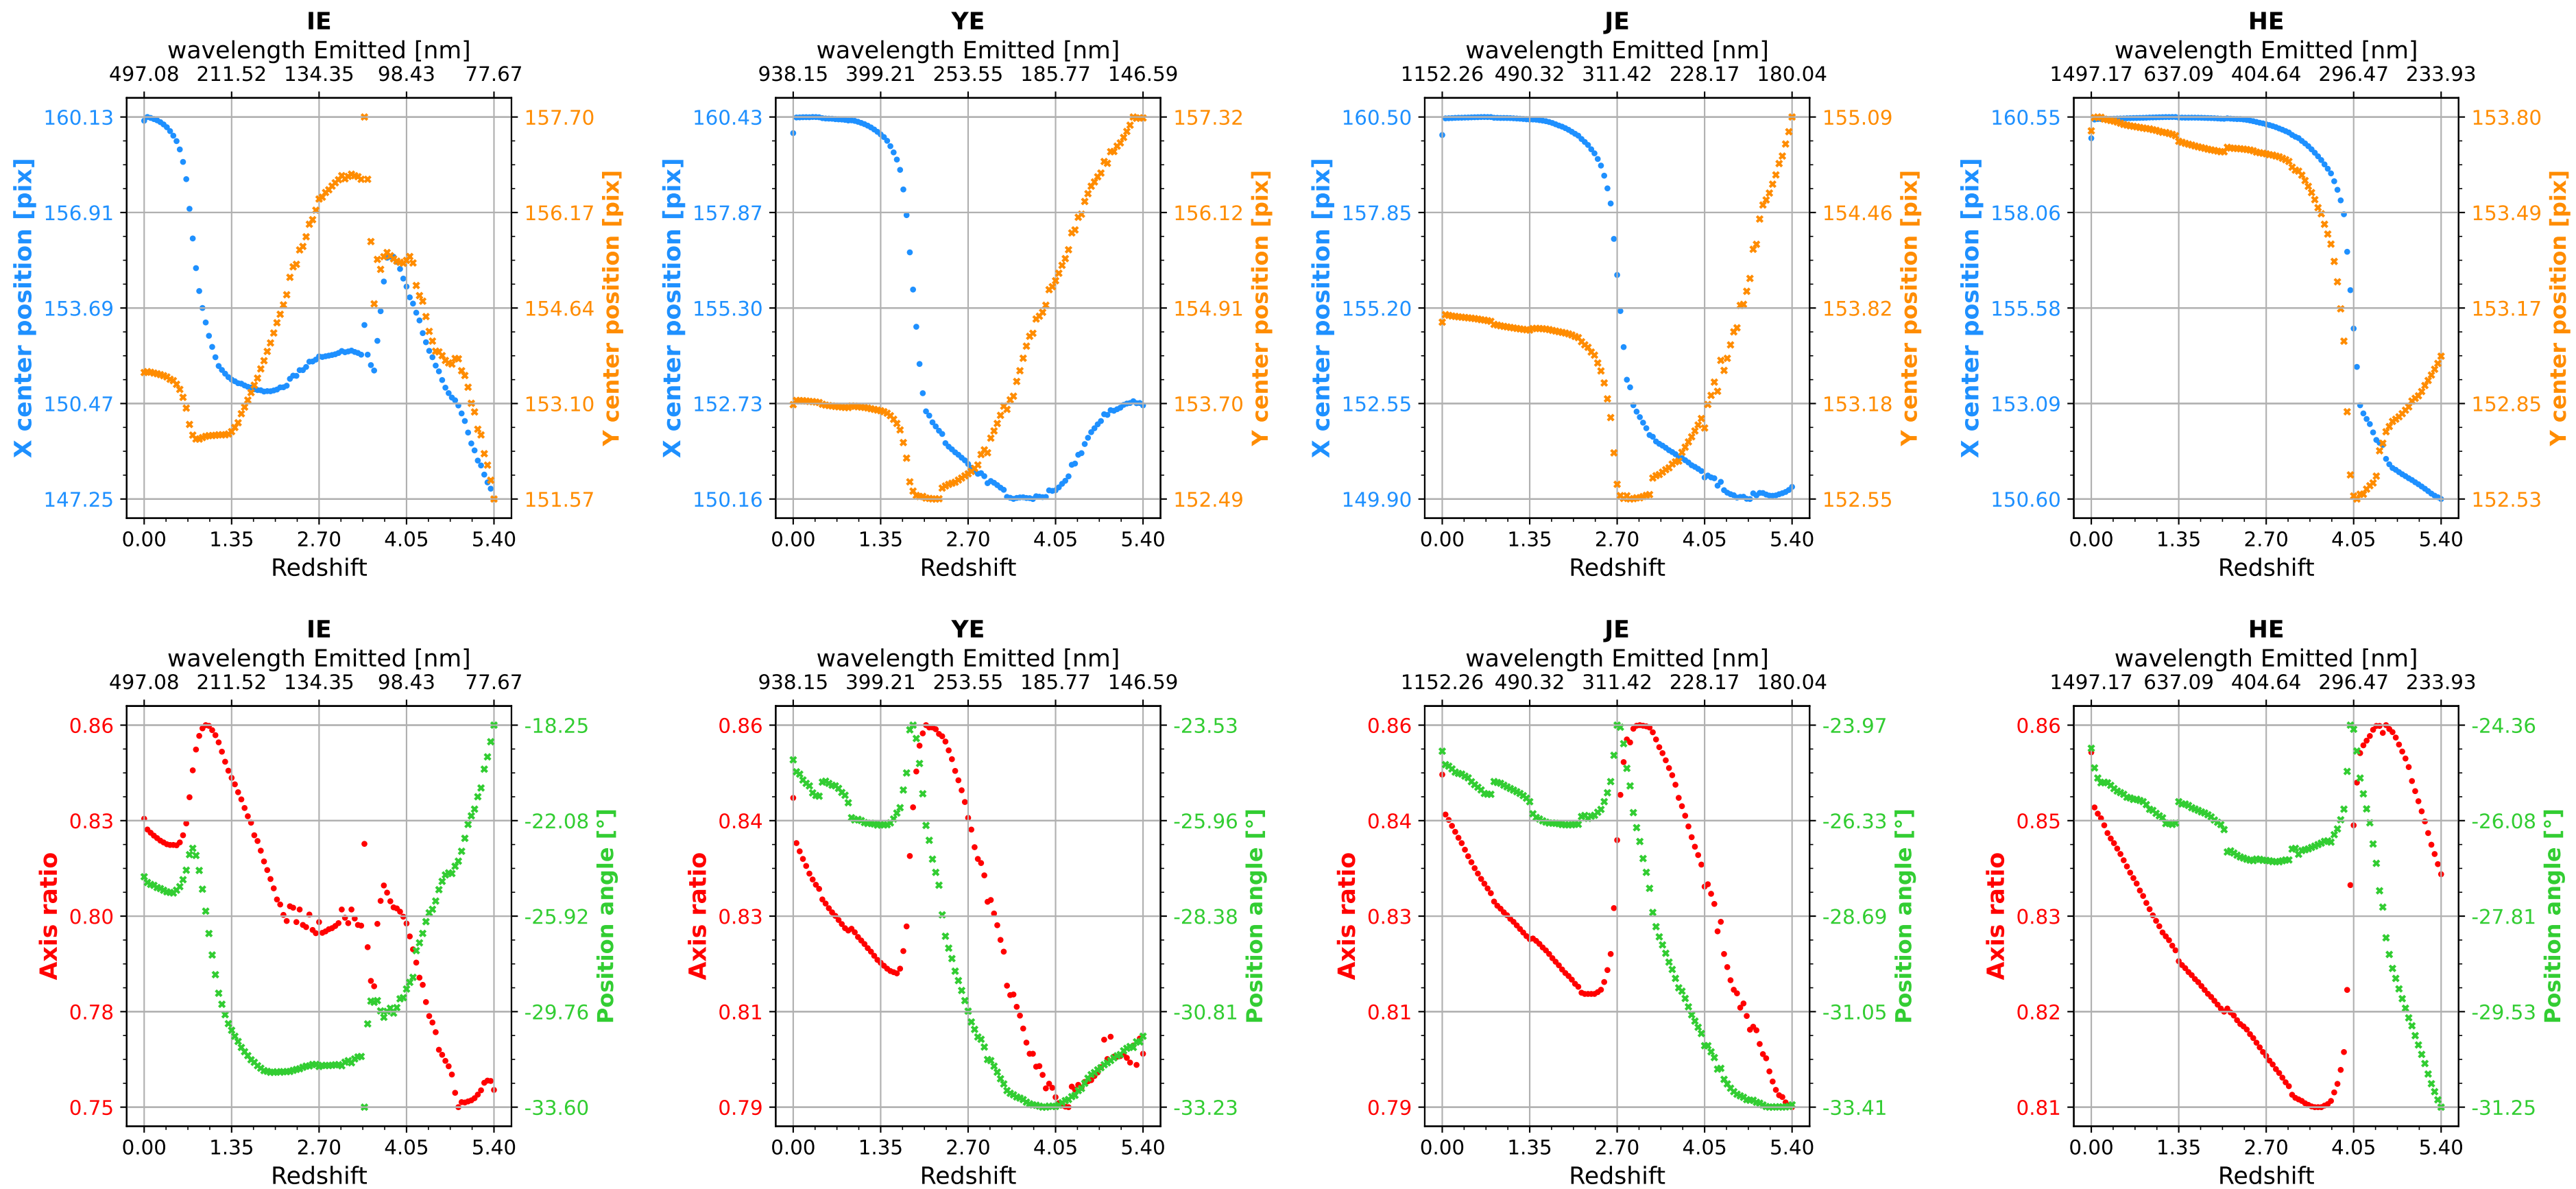 IE YE JE HE
wavelength Emitted [nm] wavelength Emitted [nm] wavelength Emitted [nm] wavelength Emitted [nm]
497.08 211.52 134.35 98.43 77.67 938.15 399.21 253.55 185.77 146.59 1152.26 490.32 311.42 228.17 180.04 1497.17 637.09 404.64 296.47 233.93
160.13 157.70 160.43 157.32 160.50 155.09 160.55 153.80
156.91 156.17 157.87 156.12 157.85 154.46 158.06 153.49
153.69 154.64 155.30 154.91 155.20 153.82 155.58 153.17
150.47 153.10 152.73 153.70 152.55 153.18 153.09 152.85
147.25 151.57 150.16 152.49 149.90 152.55 150.60 152.53
X center position [pix] Y center position [pix] X center position [pix] Y center position [pix] X center position [pix] Y center position [pix] X center position [pix] Y center position [pix]
0.00 1.35 2.70 4.05 5.40 0.00 1.35 2.70 4.05 5.40 0.00 1.35 2.70 4.05 5.40 0.00 1.35 2.70 4.05 5.40
Redshift Redshift Redshift Redshift
IE YE JE HE
wavelength Emitted [nm] wavelength Emitted [nm] wavelength Emitted [nm] wavelength Emitted [nm]
497.08 211.52 134.35 98.43 77.67 938.15 399.21 253.55 185.77 146.59 1152.26 490.32 311.42 228.17 180.04 1497.17 637.09 404.64 296.47 233.93
0.86 -18.25 0.86 -23.53 0.86 -23.97 0.86 -24.36
0.83 -22.08 0.84 -25.96 0.84 -26.33 0.85 -26.08
0.80 -25.92 0.83 -28.38 0.83 -28.69 0.83 -27.81
0.78 -29.76 0.81 -30.81 0.81 -31.05 0.82 -29.53
0.75 -33.60 0.79 -33.23 0.79 -33.41 0.81 -31.25
Axis ratio Position angle [°] Axis ratio Position angle [°] Axis ratio Position angle [°] Axis ratio Position angle [°]
0.00 1.35 2.70 4.05 5.40 0.00 1.35 2.70 4.05 5.40 0.00 1.35 2.70 4.05 5.40 0.00 1.35 2.70 4.05 5.40
Redshift Redshift Redshift Redshift